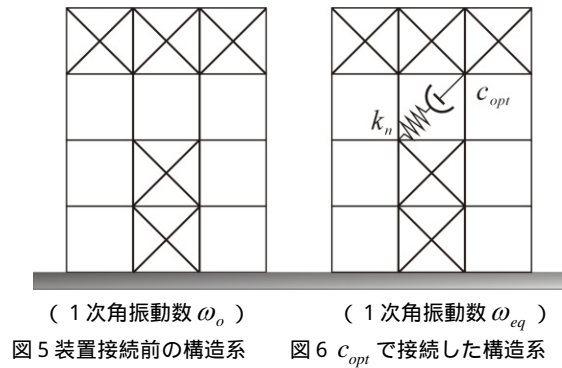 k_n
c_opt
(1次角振動数 ω_o)
(1次角振動数 ω_eq)
図5 装置接続前の構造系
図6 c_opt で接続した構造系